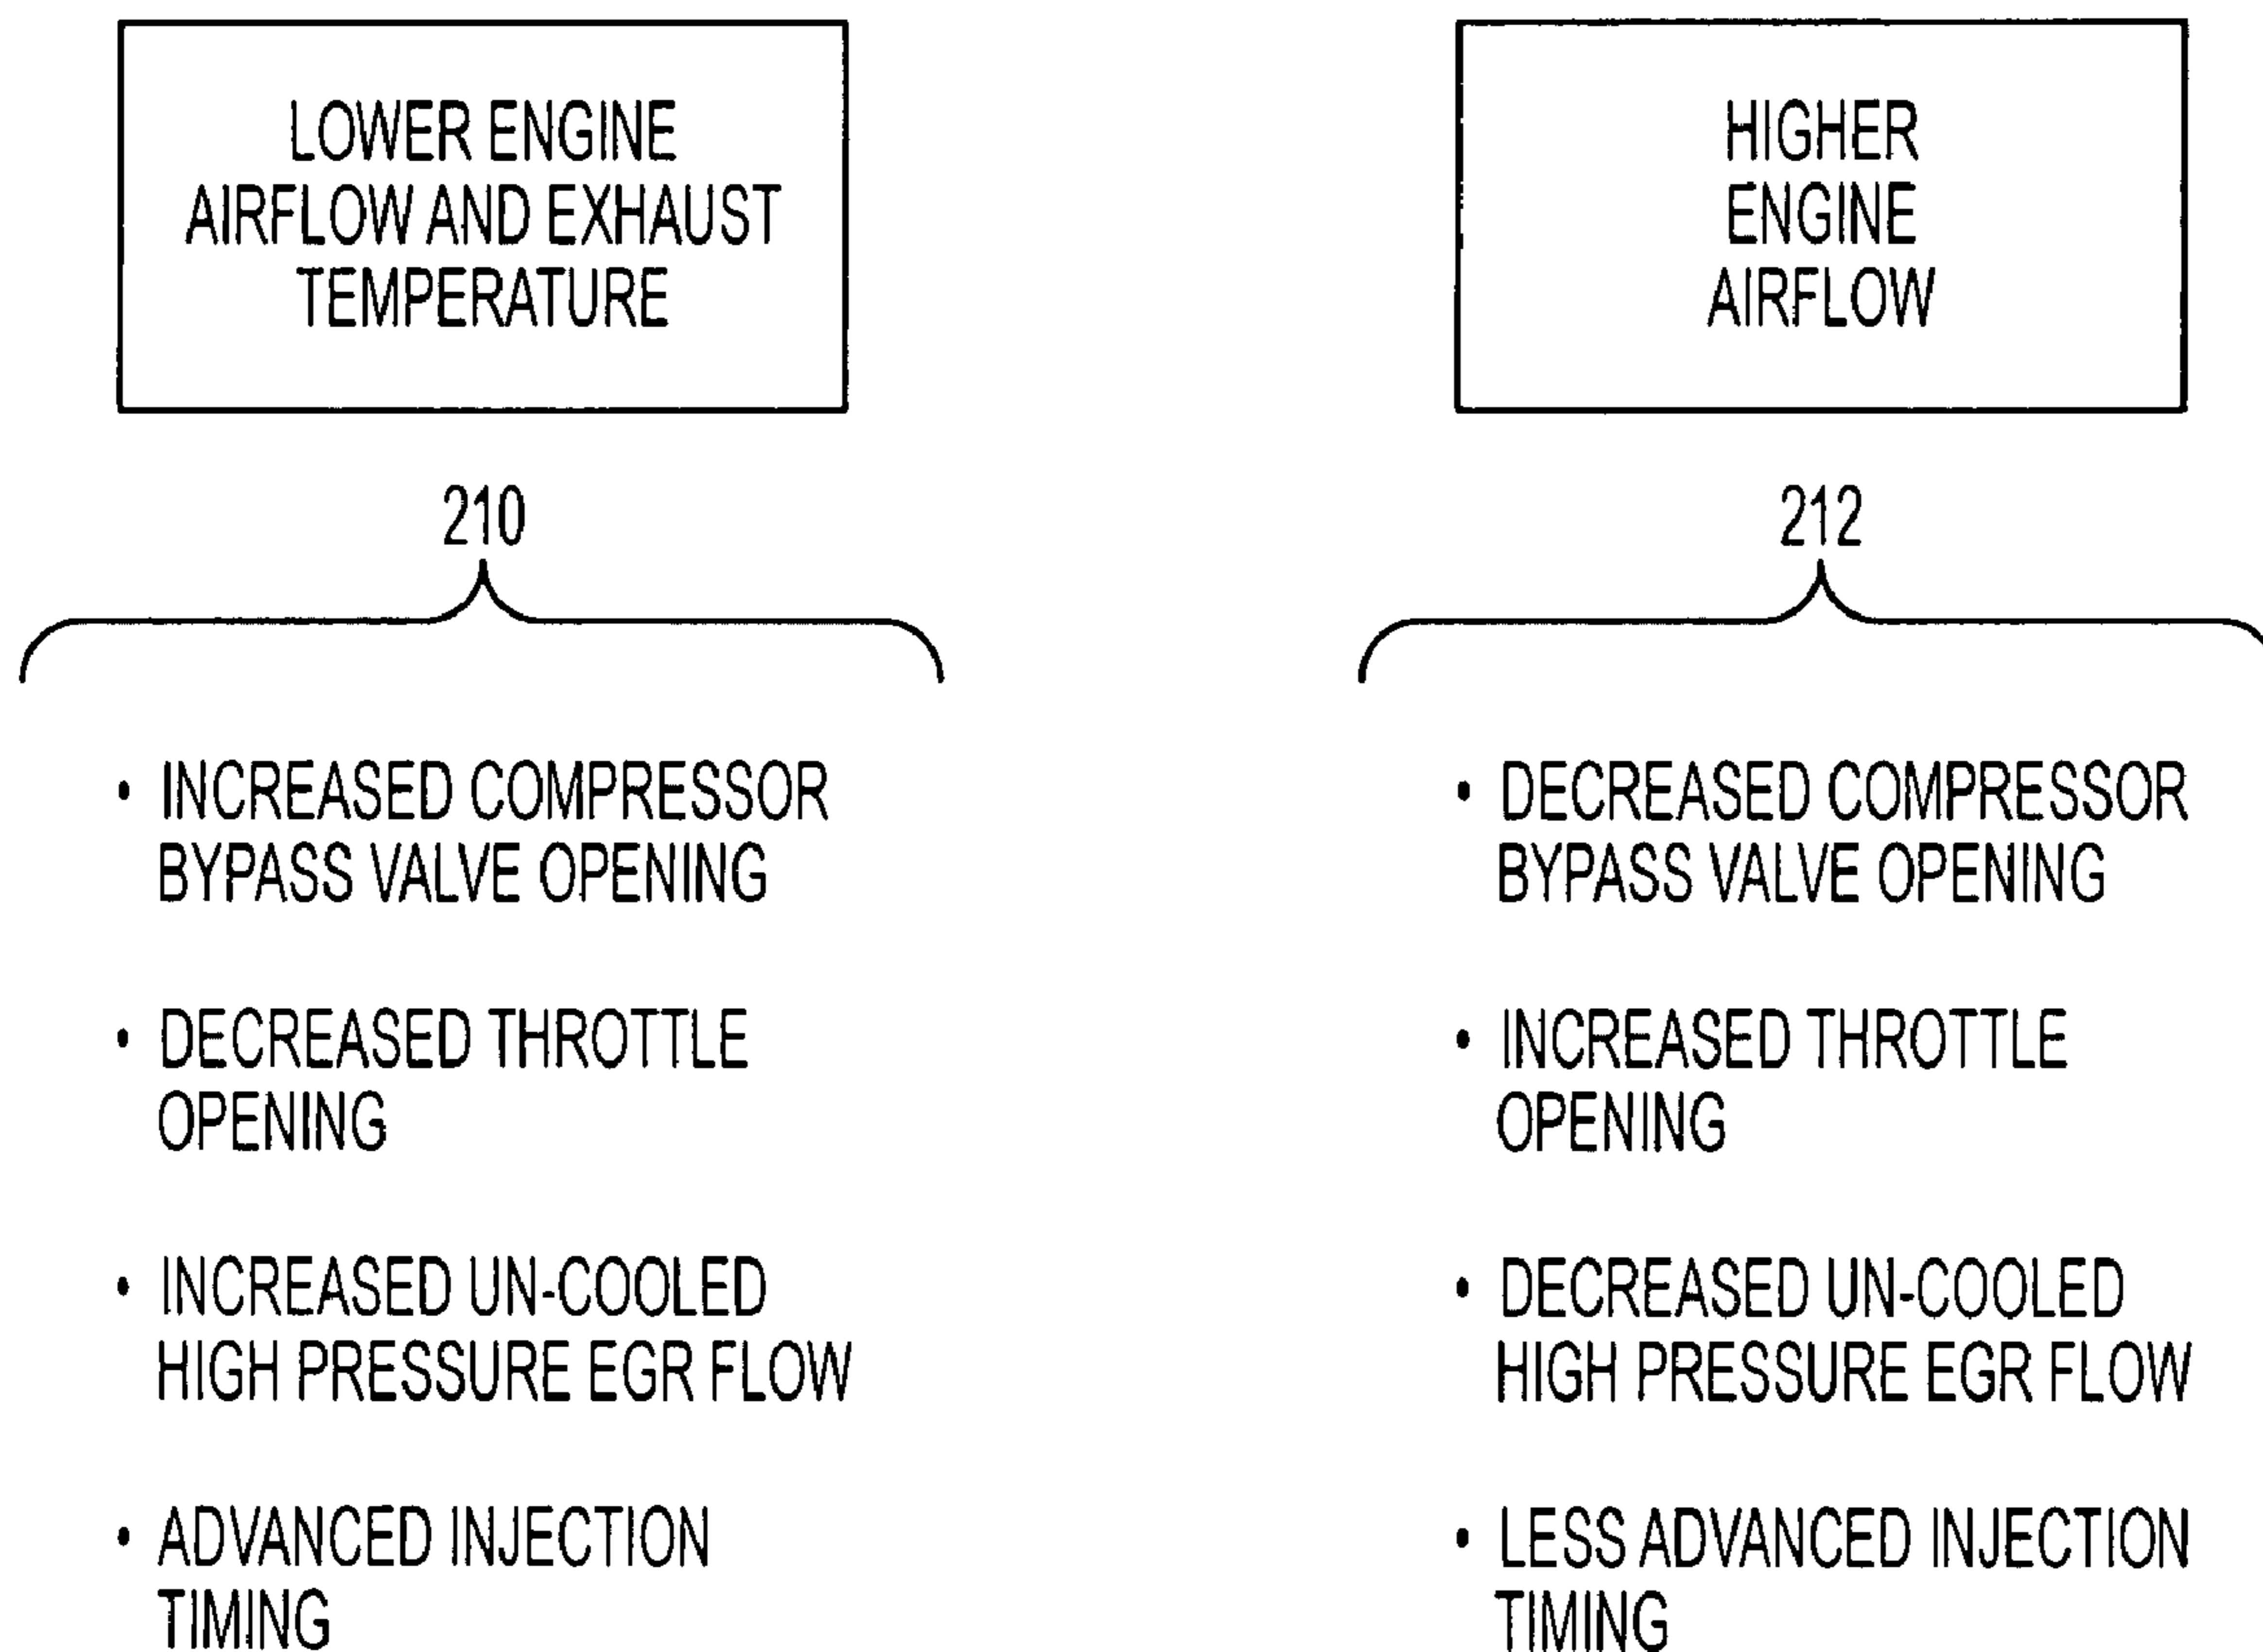 LOWER ENGINE
AIRFLOW AND EXHAUST
TEMPERATURE
210
• INCREASED COMPRESSOR
BYPASS VALVE OPENING
• DECREASED THROTTLE
OPENING
• INCREASED UN-COOLED
HIGH PRESSURE EGR FLOW
• ADVANCED INJECTION
TIMING
HIGHER
ENGINE
AIRFLOW
212
• DECREASED COMPRESSOR
BYPASS VALVE OPENING
• INCREASED THROTTLE
OPENING
• DECREASED UN-COOLED
HIGH PRESSURE EGR FLOW
• LESS ADVANCED INJECTION
TIMING